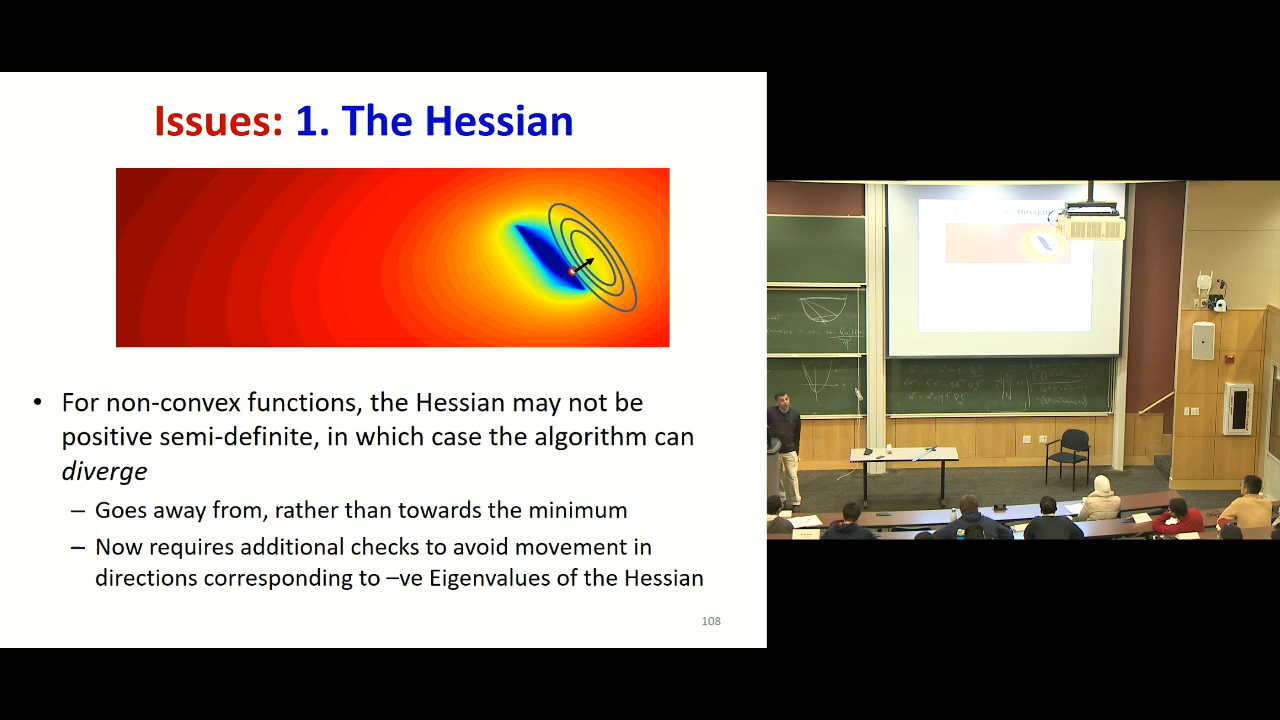 Issues: 1. The Hessian
• For non-convex functions, the Hessian may not be
positive semi-definite, in which case the algorithm can
diverge
– Goes away from, rather than towards the minimum
– Now requires additional checks to avoid movement in
directions corresponding to –ve Eigenvalues of the Hessian
108
Hessian